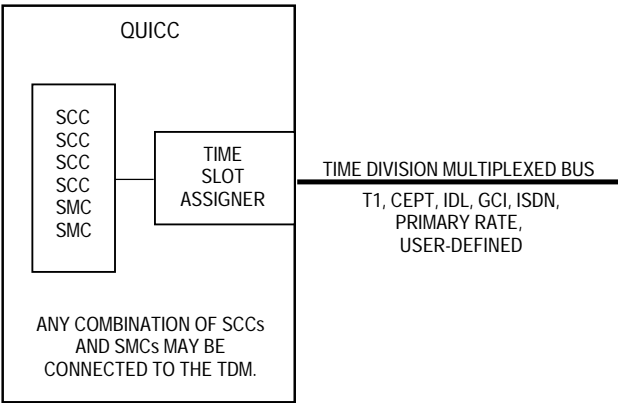 QUICC
SCC
SCC
SCC
SCC
SMC
SMC
TIME
SLOT
ASSIGNER
TIME DIVISION MULTIPLEXED BUS
T1, CEPT, IDL, GCI, ISDN,
PRIMARY RATE,
USER-DEFINED
ANY COMBINATION OF SCCs
AND SMCs MAY BE
CONNECTED TO THE TDM.